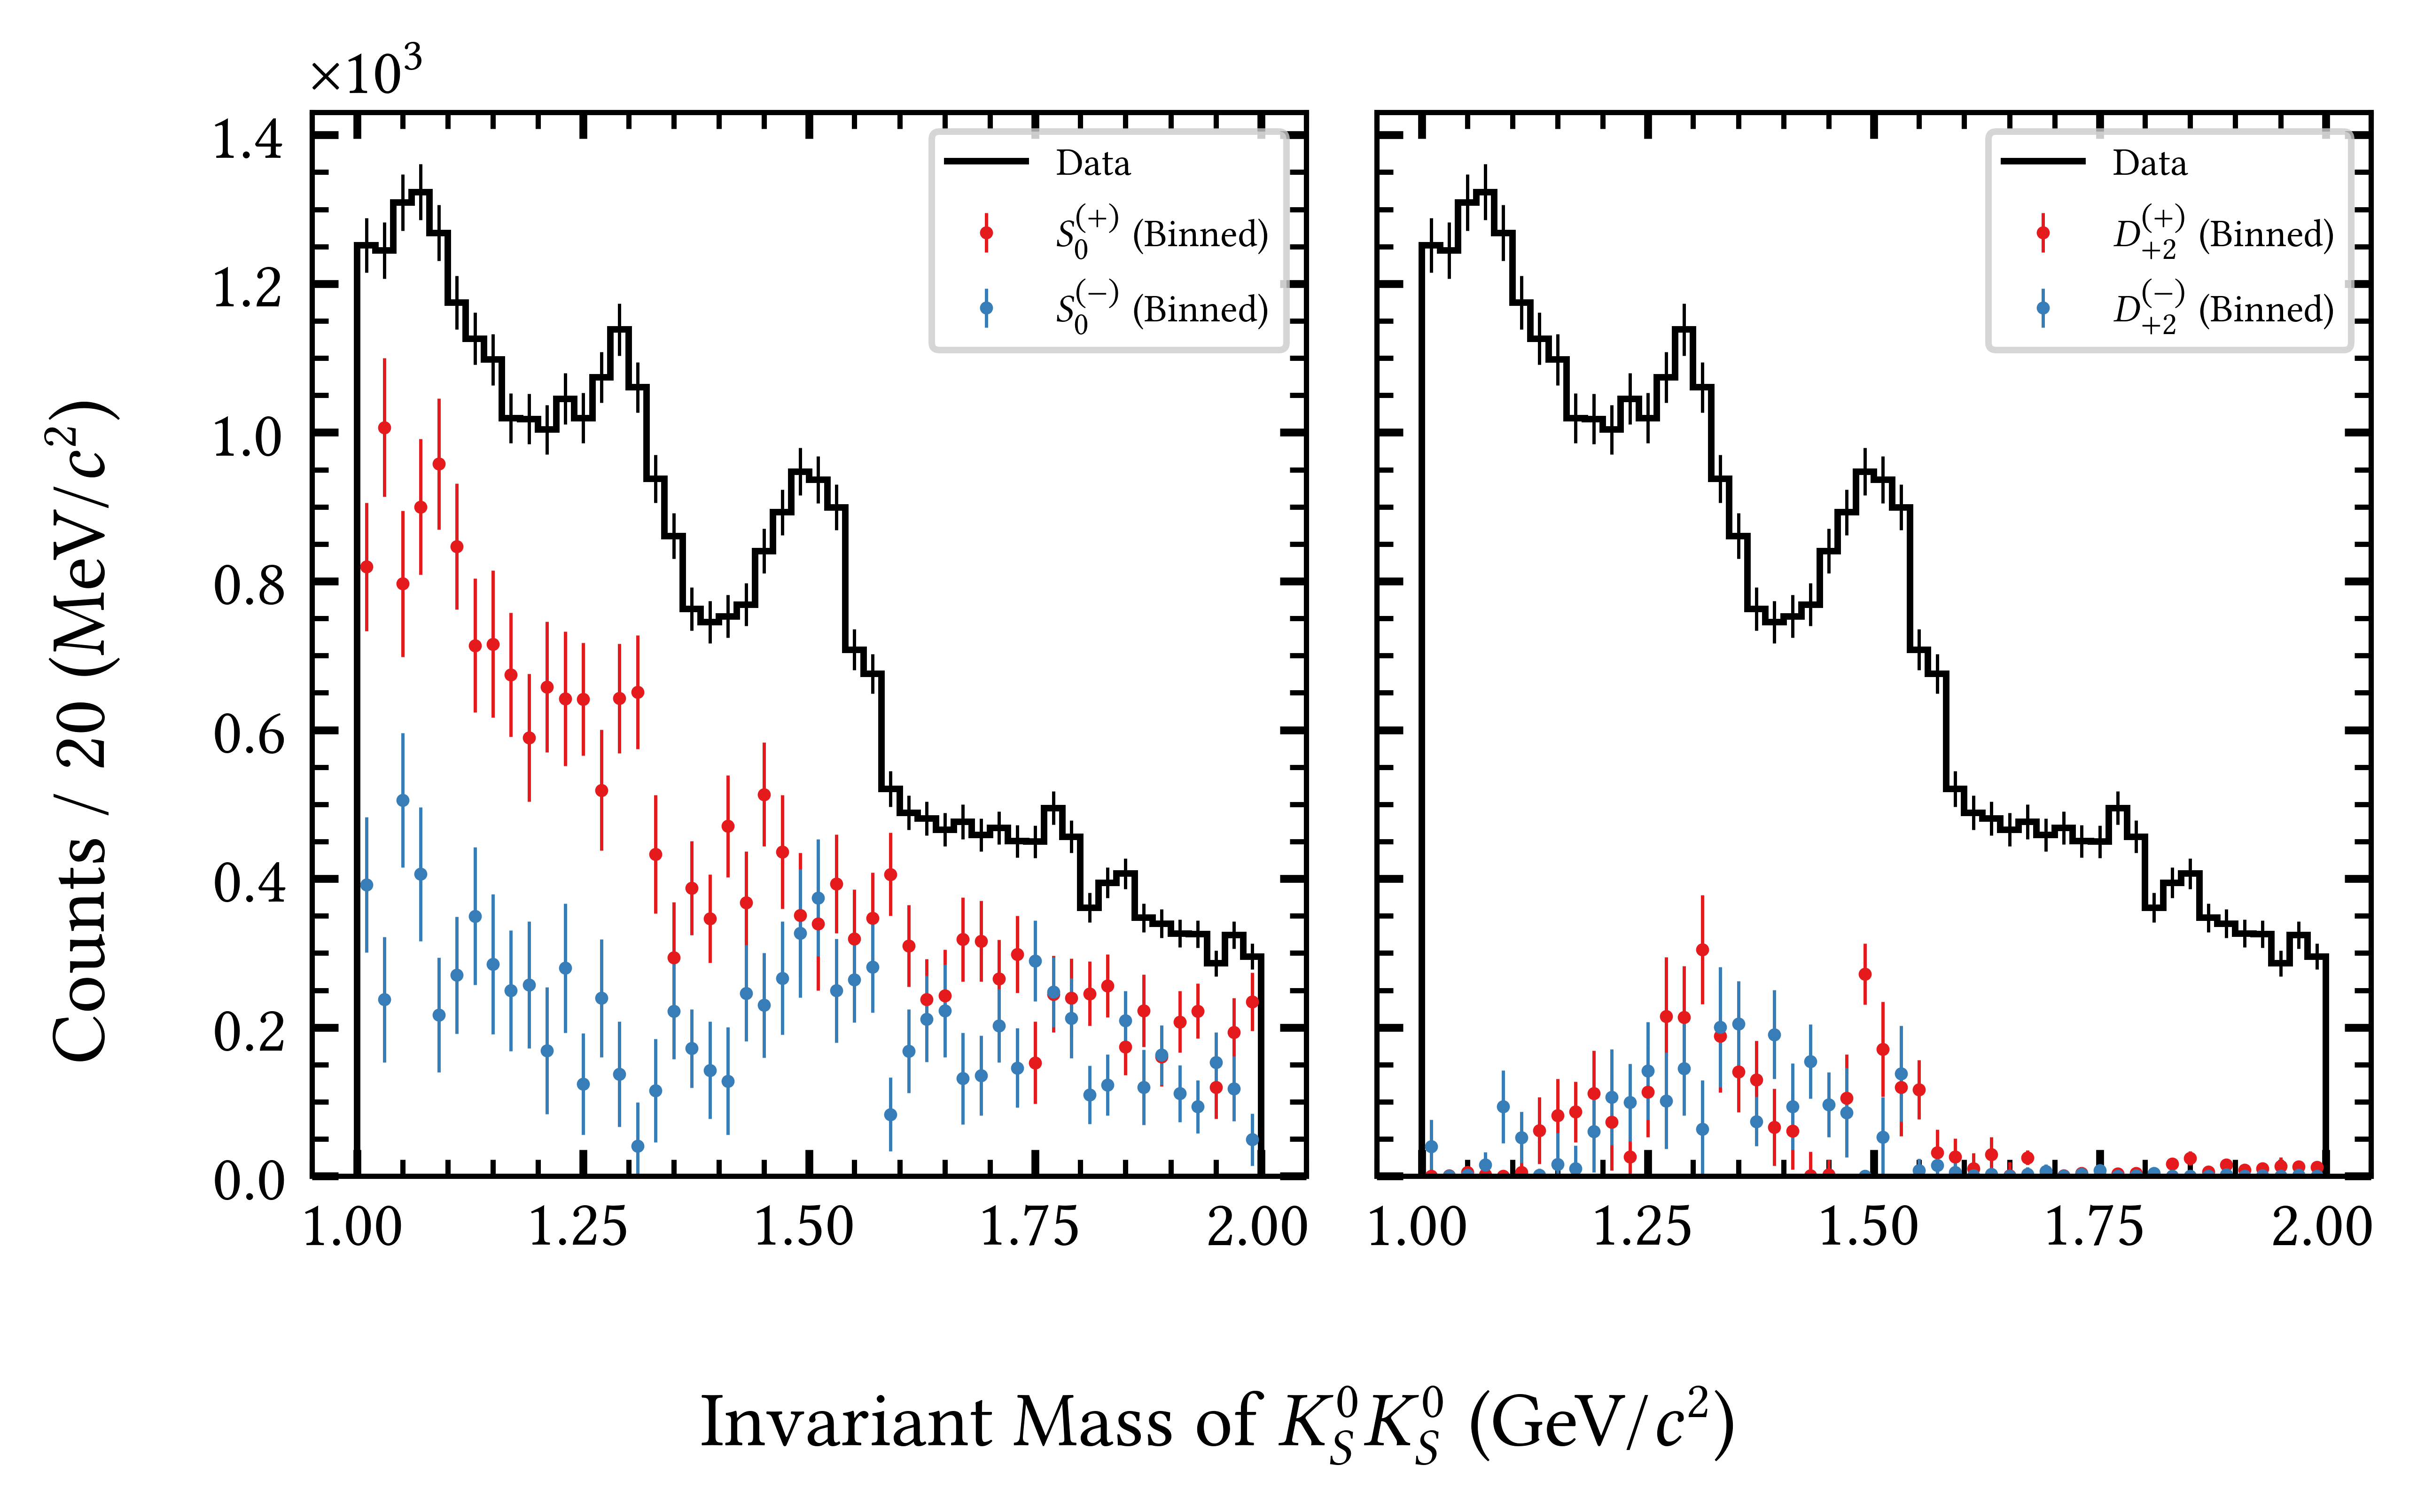 ×10³
1.4
1.2
1.0
0.8
0.6
0.4
0.2
0.0
Counts / 20 (MeV/c²)
Data
S₀⁽⁺⁾ (Binned)
S₀⁽⁻⁾ (Binned)
1.00 1.25 1.50 1.75 2.00
Data
D₊₂⁽⁺⁾ (Binned)
D₊₂⁽⁻⁾ (Binned)
1.00 1.25 1.50 1.75 2.00
Invariant Mass of K_S⁰K_S⁰ (GeV/c²)